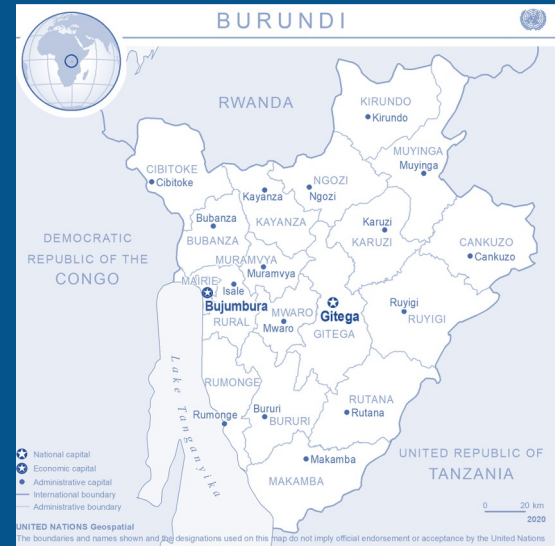 BURUNDI
RWANDA
KIRUNDO
Kirundo
MUYINGA
Muyinga
CIBITOKE
Cibitoke
NGOZI
Ngozi
Kayanza
KAYANZA
Bubanza
BUBANZA
Karuzi
KARUZI
CANKUZO
Cankuzo
DEMOCRATIC
REPUBLIC OF THE
CONGO
MURAMVYA
Muramvya
MAIRIE
Isale
Bujumbura
RURAL
MWARO
Mwaro
Gitega
GITEGA
Ruyigi
RUYIGI
Lake Tanganyika
RUMONGE
Rumonge
Bururi
BURURI
RUTANA
Rutana
Makamba
MAKAMBA
UNITED REPUBLIC OF
TANZANIA
National capital
Economic capital
Administrative capital
International boundary
Administrative boundary
0 20 km
2020
UNITED NATIONS Geospatial
The boundaries and names shown and the designations used on this map do not imply official endorsement or acceptance by the United Nations